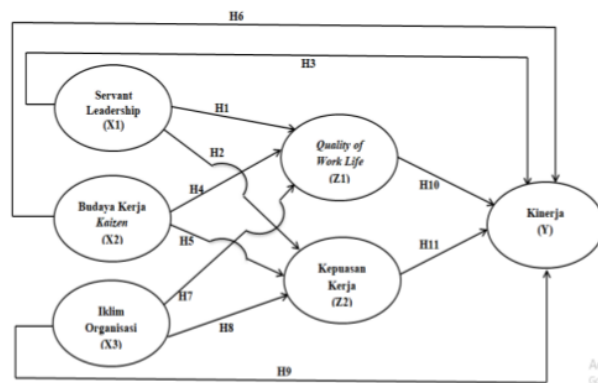 H6
H3
Servant
Leadership
(X1)
H1
H2
Quality of
Work Life
(Z1)
H4
H10
Budaya Kerja
Kaizen
(X2)
H5
Kinerja
(Y)
Kepuasan
Kerja
(Z2)
H11
H7
Iklim
Organisasi
(X3)
H8
H9